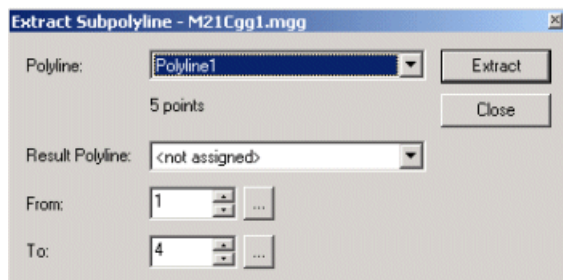 Extract Subpolyline - M21Cgg1.mgg
Polyline: Polyline1 Extract
5 points Close
Result Polyline: <not assigned>
From: 1 ...
To: 4 ...